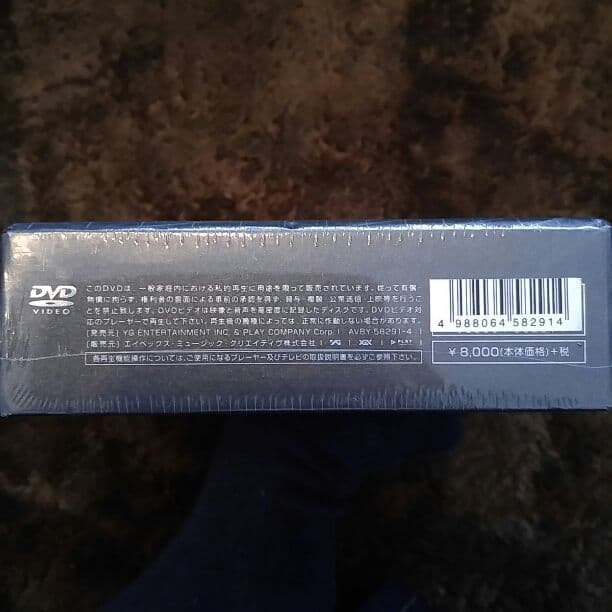 DVD
VIDEO
このDVDは、一般家庭内における私的再生に用途を限って販売されています。従って有償・
無償に拘らず、権利者の書面による事前の承認を得ず、貸与・複製・公衆送信・上映等を行うこ
とを禁止致します。DVDビデオは映像と音声を高密度に記録したディスクです。DVDビデオ対
応のプレーヤーで再生して下さい。再生機の機種によっては、正常に作動しない場合があります。
[発売元] YG ENTERTAINMENT INC. & PLAY COMPANY Corp. | AVBY-58291~4
[販売元] エイベックス・ミュージック・クリエイティヴ株式会社 | YG | | PLAY
各再生機能操作については、ご使用になるプレーヤー及びテレビの取扱説明書を必ずご参照下さい。
4 988064 582914
￥8,000(本体価格)+税